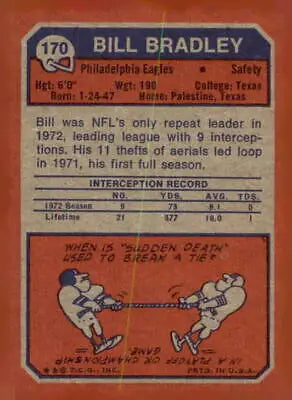 170 BILL BRADLEY
Philadelphia Eagles • Safety
Hgt: 6'0" Wgt: 190 College: Texas
Born: 1-24-47 Home: Palestine, Texas
Bill was NFL's only repeat leader in
1972, leading league with 9 intercep-
tions. His 11 thefts of aerials led loop
in 1971, his first full season.
INTERCEPTION RECORD
NO. YDS. AVG. TD.
1972 Season 9 73 8.1 0
Lifetime 21 377 18.0 1
WHEN IS "SUDDEN DEATH"
USED TO BREAK A TIE?
IN A PLAYOFF
OR CHAMPIONSHIP
GAME.
T.C.G., INC. PRTD. IN U.S.A.